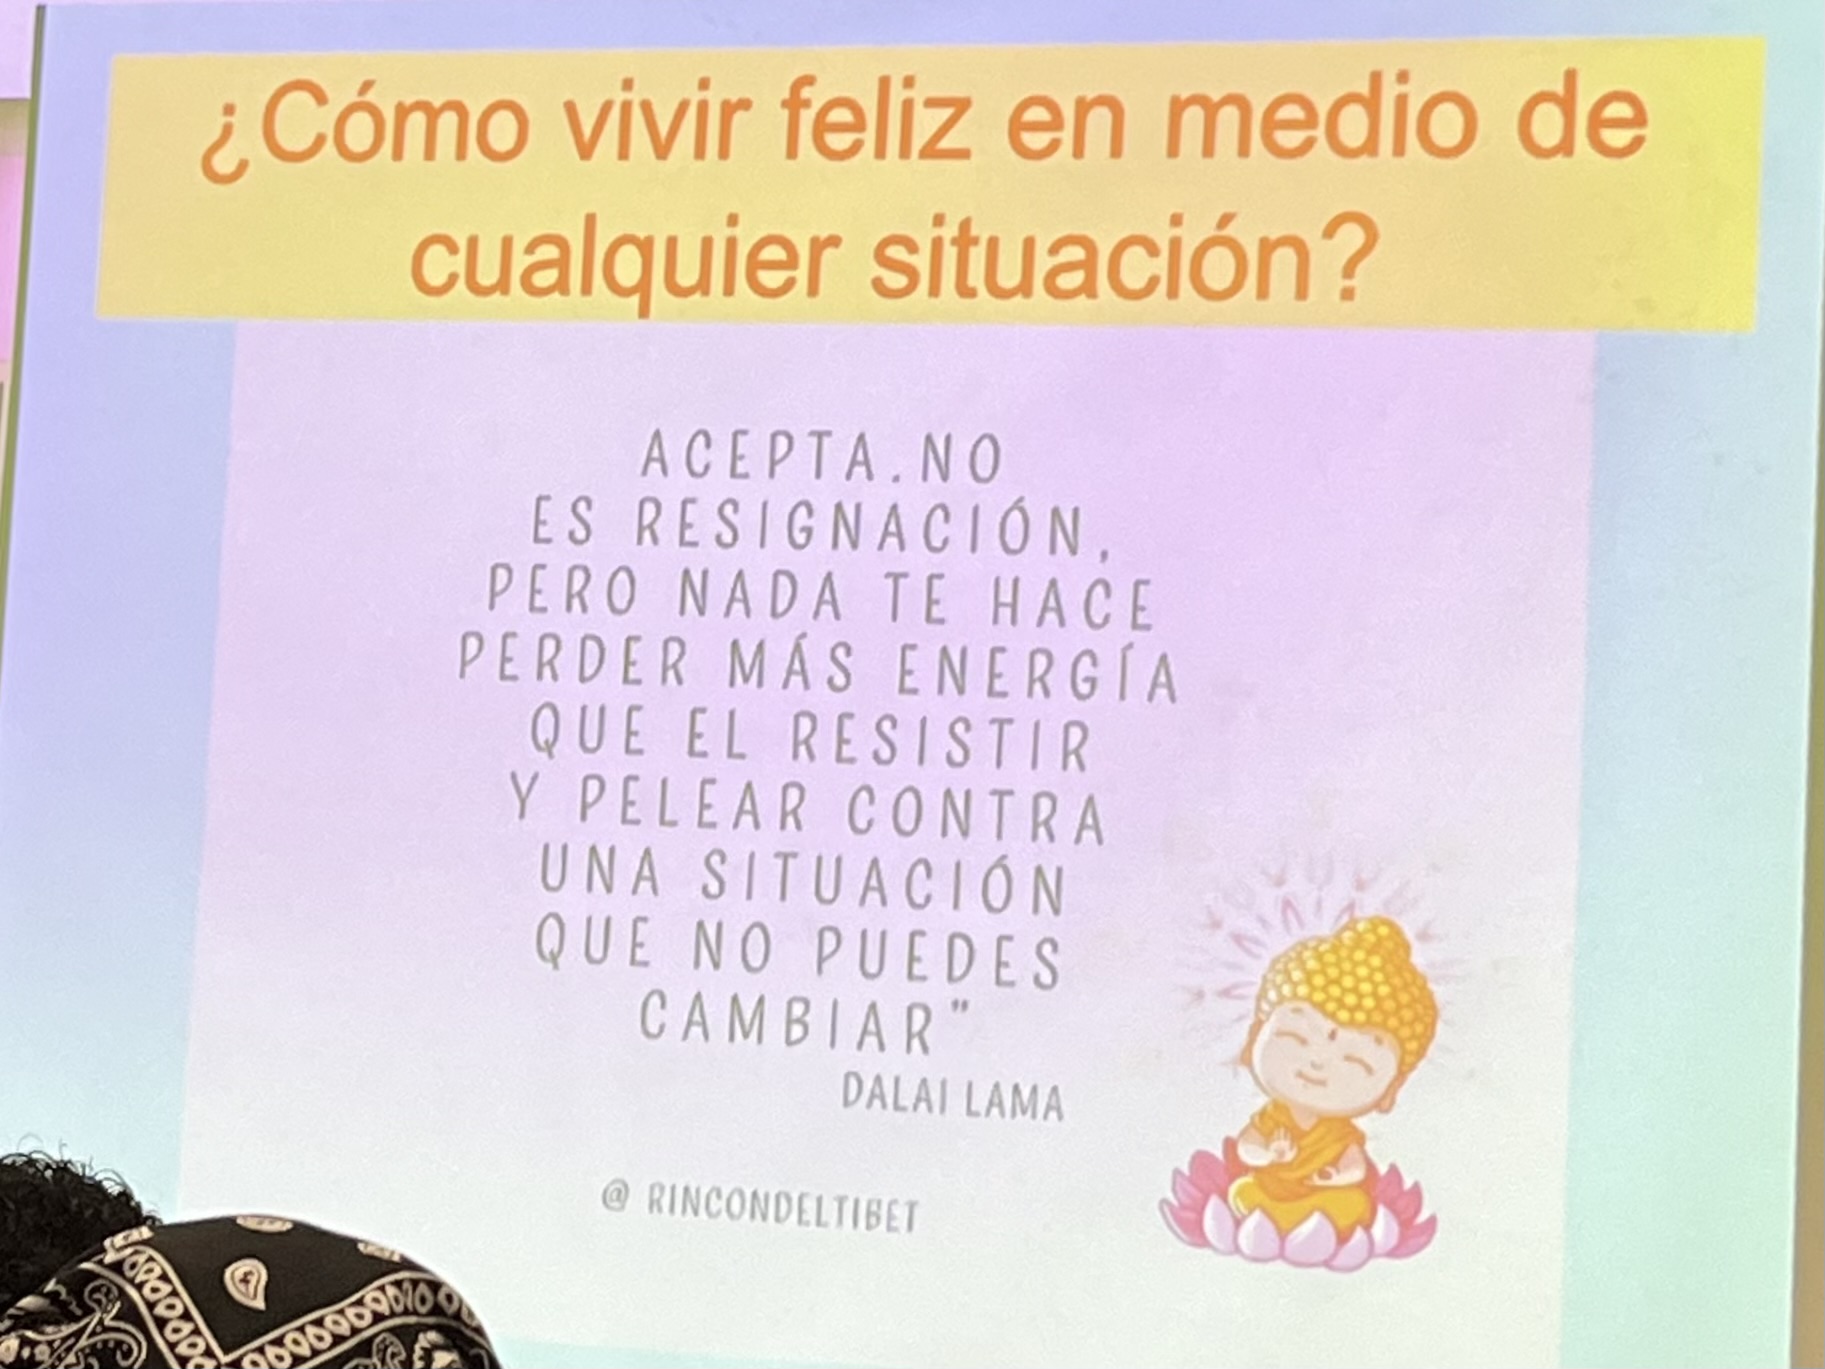 ¿Cómo vivir feliz en medio de
cualquier situación?
ACEPTA.NO
ES RESIGNACIÓN,
PERO NADA TE HACE
PERDER MÁS ENERGÍA
QUE EL RESISTIR
Y PELEAR CONTRA
UNA SITUACIÓN
QUE NO PUEDES
CAMBIAR"
DALAI LAMA
@ RINCONDELTIBET